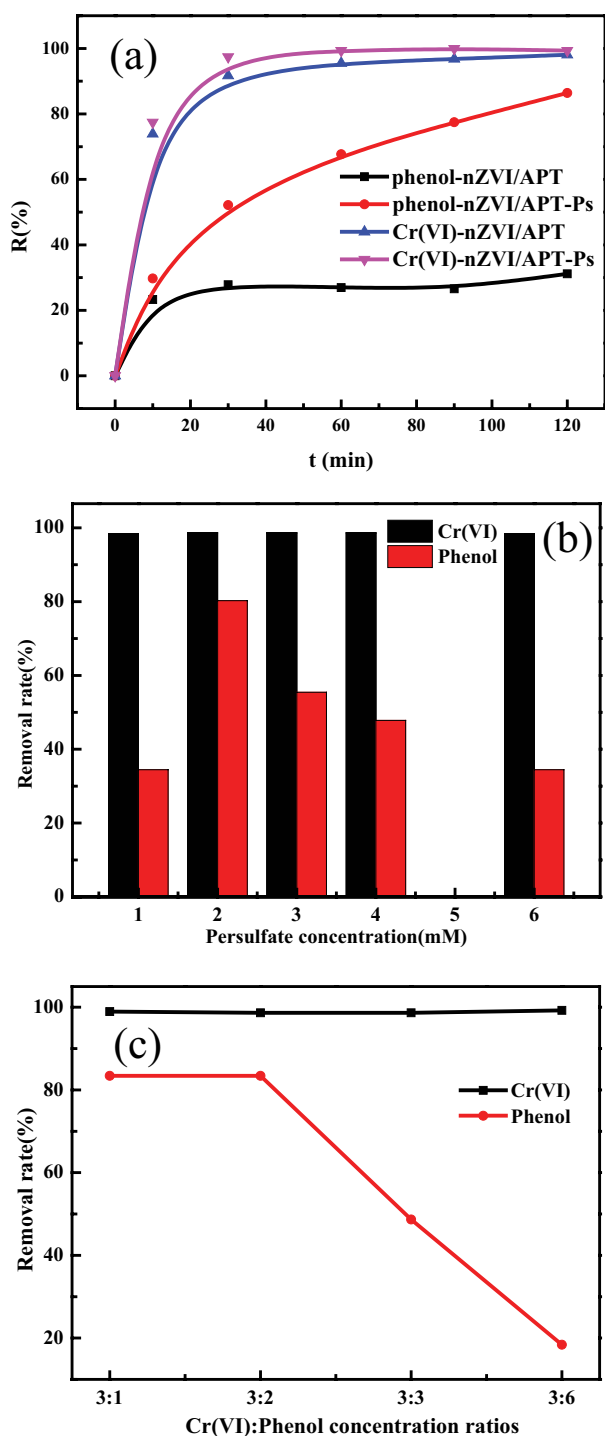 (a)
100
80
60
40
20
0
R(%)
phenol-nZVI/APT
phenol-nZVI/APT-Ps
Cr(VI)-nZVI/APT
Cr(VI)-nZVI/APT-Ps
0 20 40 60 80 100 120
t (min)
(b)
100
80
60
40
20
0
Removal rate(%)
Cr(VI)
Phenol
1 2 3 4 5 6
Persulfate concentration(mM)
(c)
100
80
60
40
20
Removal rate(%)
Cr(VI)
Phenol
3:1 3:2 3:3 3:6
Cr(VI):Phenol concentration ratios